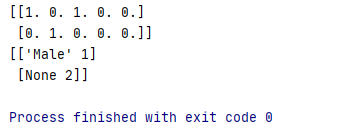 [[1. 0. 1. 0. 0.]
 [0. 1. 0. 0. 0.]]
[['Male' 1]
 [None 2]]

Process finished with exit code 0